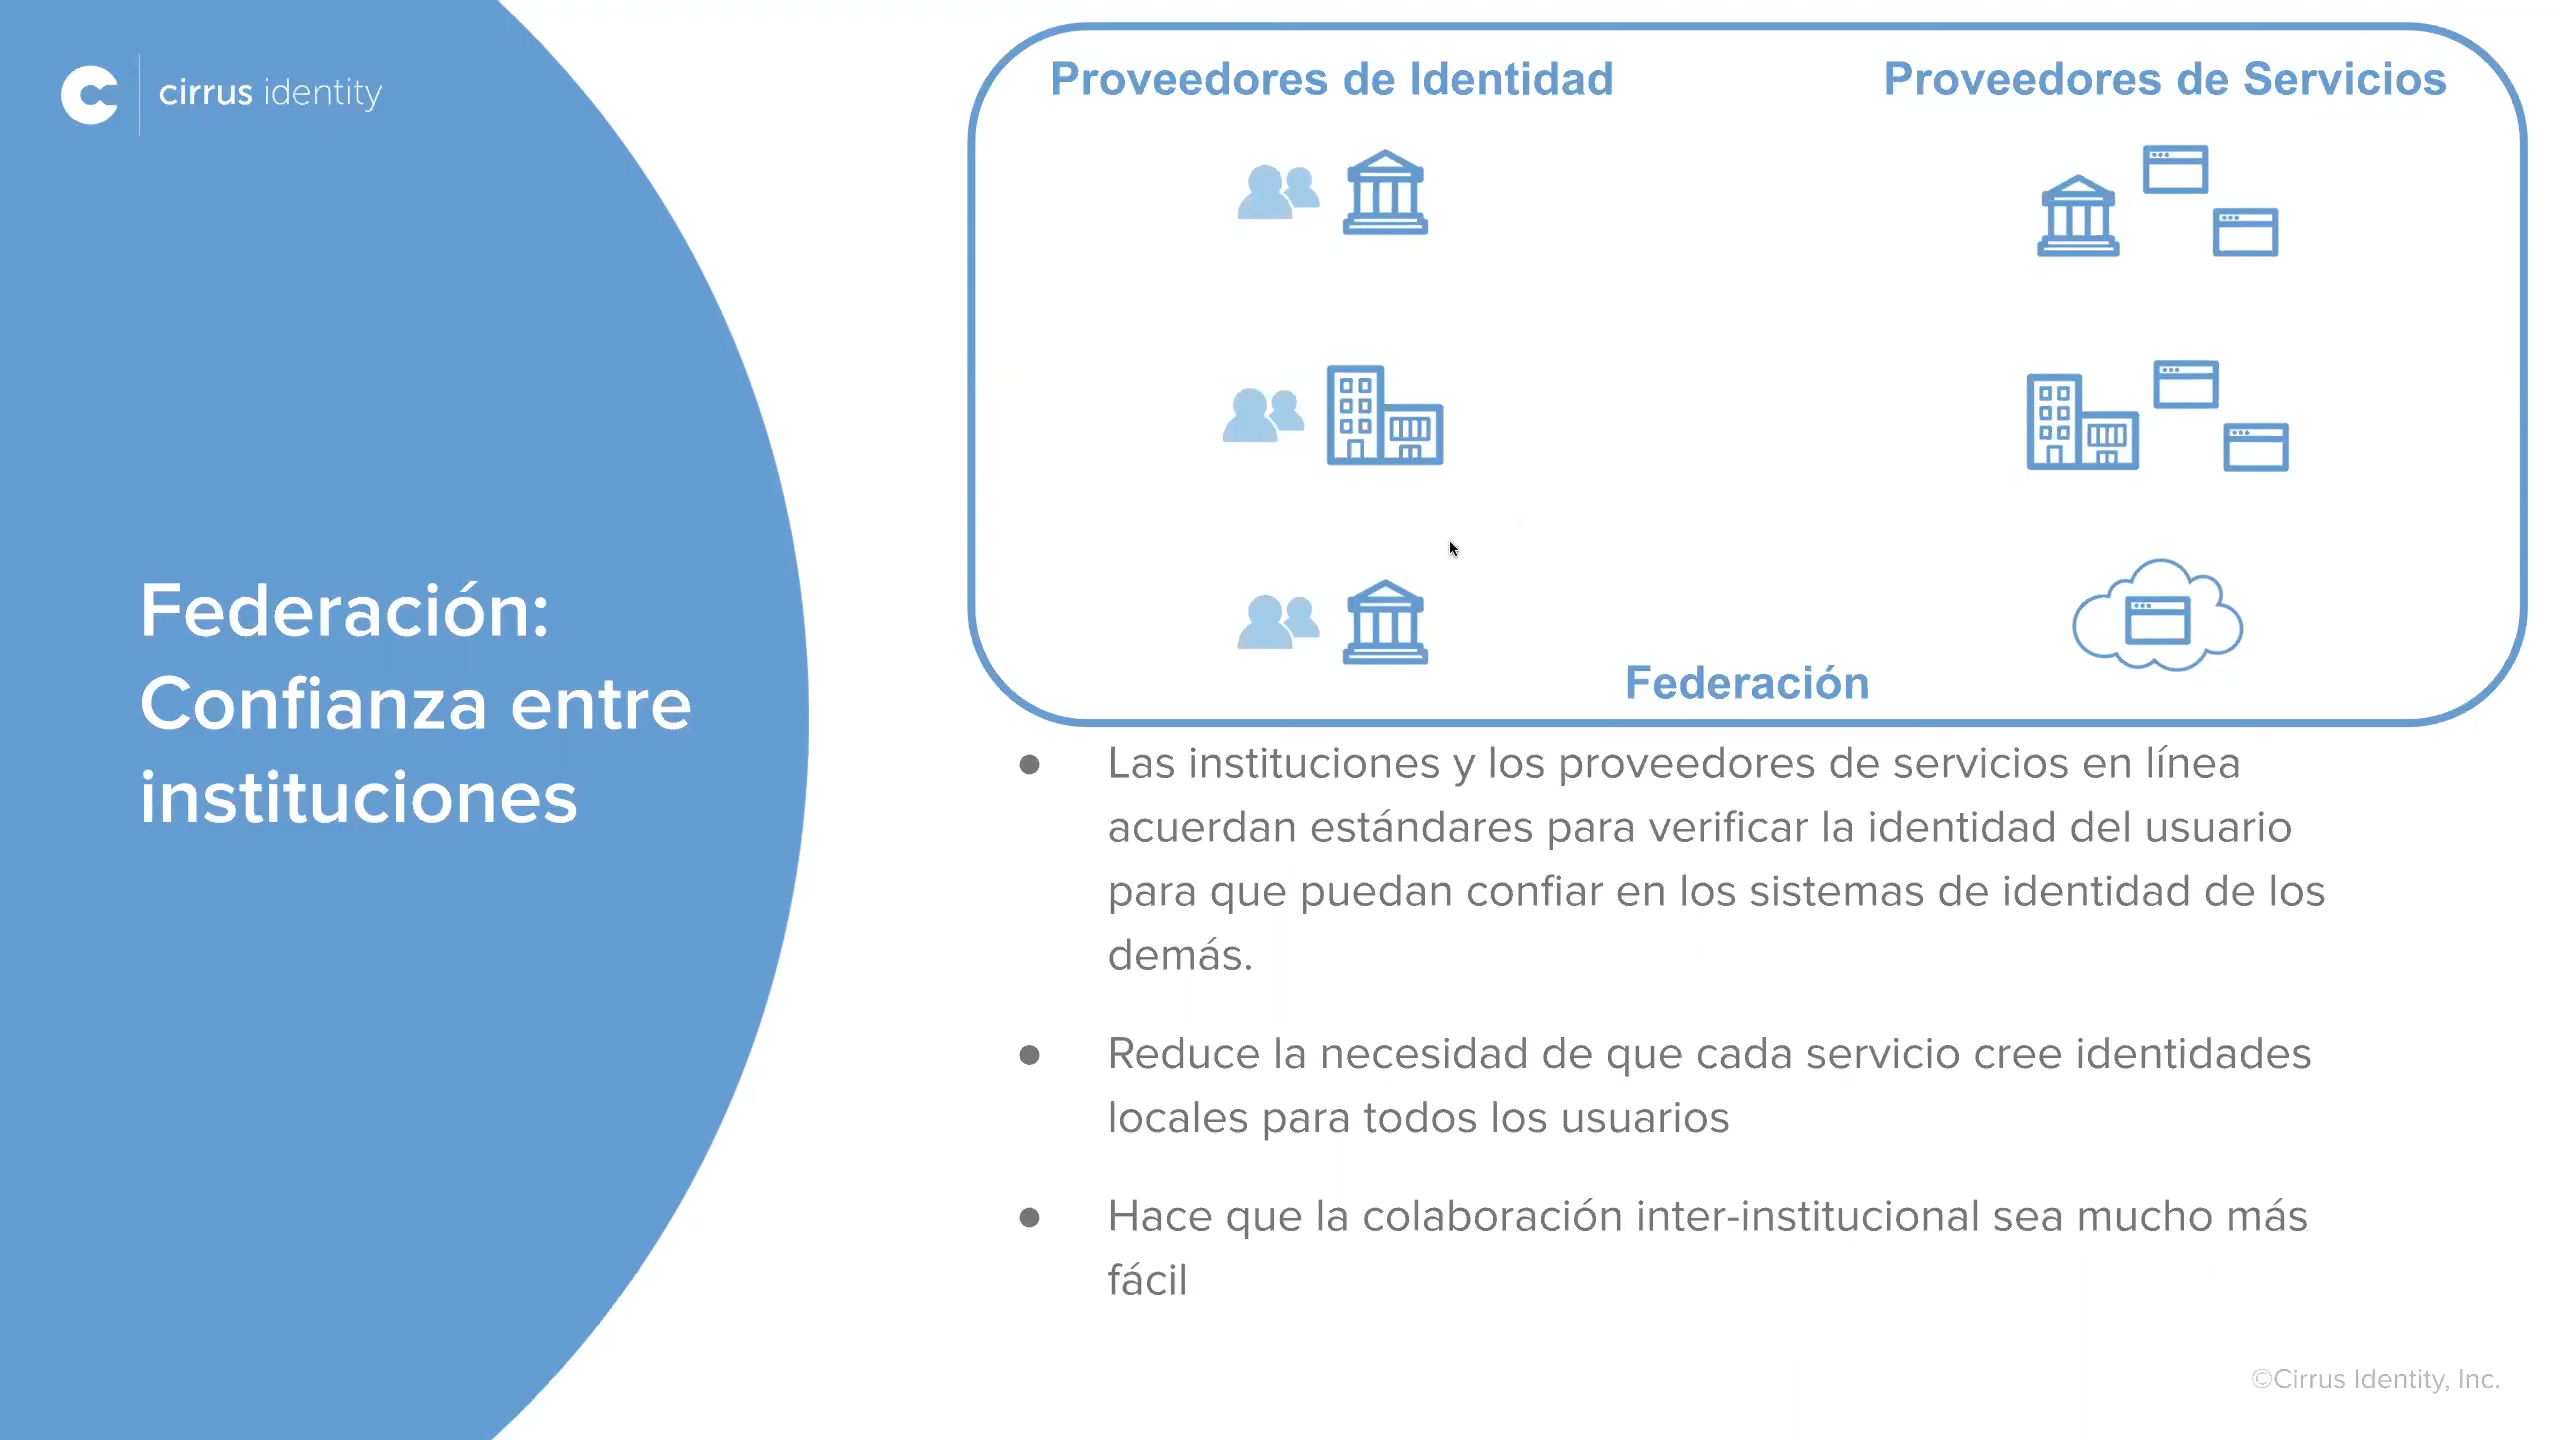 cirrus identity
Federación:
Confianza entre
instituciones
Proveedores de Identidad
Proveedores de Servicios
Federación
● Las instituciones y los proveedores de servicios en línea
acuerdan estándares para verificar la identidad del usuario
para que puedan confiar en los sistemas de identidad de los
demás.
● Reduce la necesidad de que cada servicio cree identidades
locales para todos los usuarios
● Hace que la colaboración inter-institucional sea mucho más
fácil
©Cirrus Identity, Inc.